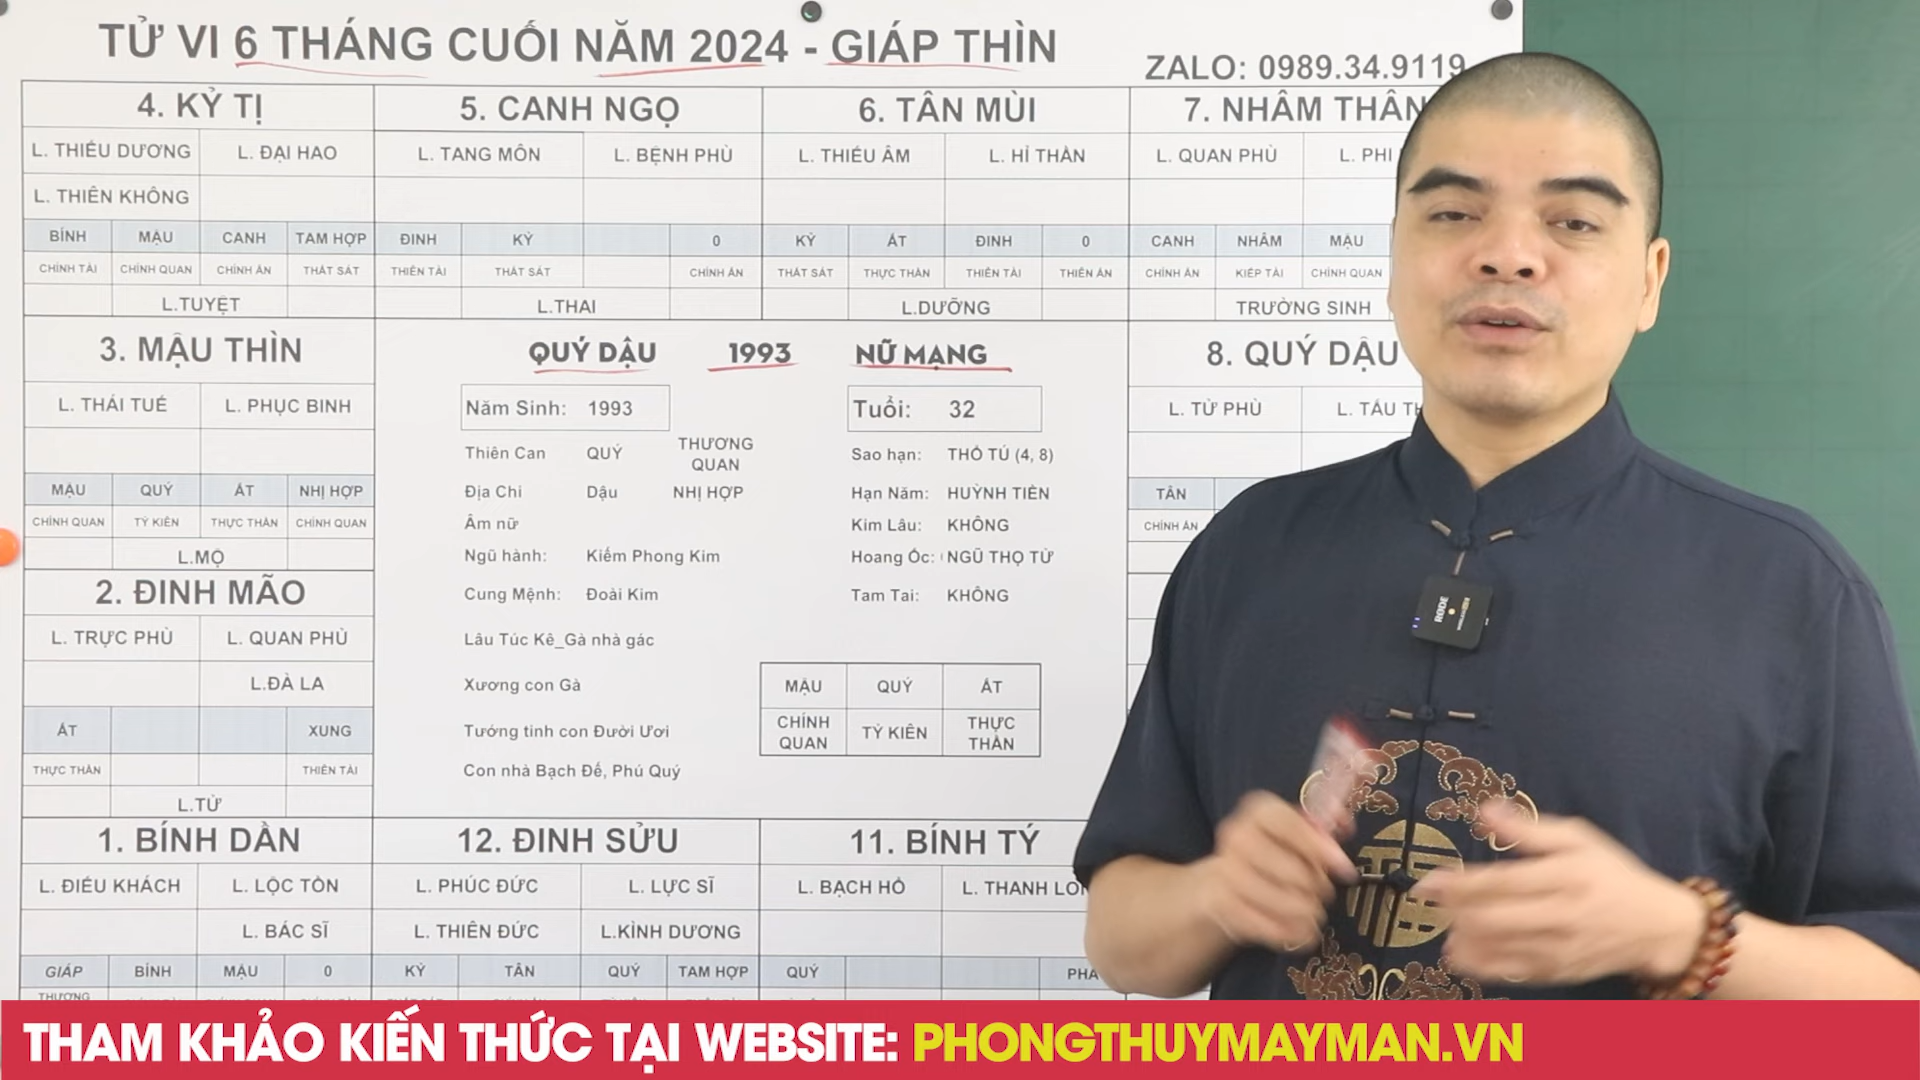 TỬ VI 6 THÁNG CUỐI NĂM 2024 - GIÁP THÌN
ZALO: 0989.34.9119
4. KỶ TỊ 5. CANH NGỌ 6. TÂN MÙI 7. NHÂM THÂN
L. THIẾU DƯƠNG L. ĐẠI HAO L. TANG MÔN L. BỆNH PHÙ L. THIẾU ÂM L. HỈ THẦN L. QUAN PHÙ L. PHI
L. THIÊN KHÔNG
BÍNH MẬU CANH TAM HỢP ĐINH KỶ 0 KỶ ẤT ĐINH 0 CANH NHÂM MẬU
CHÍNH TÀI CHÍNH QUAN CHÍNH ẤN THẤT SÁT THIÊN TÀI THẤT SÁT CHÍNH ẤN THẤT SÁT THỰC THẦN THIÊN TÀI THIÊN ẤN CHÍNH ẤN KIẾP TÀI CHÍNH QUAN
L.TUYỆT L.THAI L.DƯỠNG TRƯỜNG SINH
3. MẬU THÌN
L. THÁI TUẾ L. PHỤC BINH
MẬU QUÝ ẤT NHỊ HỢP
CHÍNH QUAN TỶ KIÊN THỰC THẦN CHÍNH QUAN
L.MỘ
2. ĐINH MÃO
L. TRỰC PHÙ L. QUAN PHÙ
L.ĐÀ LA
ẤT XUNG
THỰC THẦN THIÊN TÀI
L.TỬ
QUÝ DẬU 1993 NỮ MẠNG
Năm Sinh: 1993 Tuổi: 32
Thiên Can QUÝ THƯƠNG QUAN Sao hạn: THỔ TÚ (4, 8)
Địa Chi Dậu NHỊ HỢP Hạn Năm: HUỲNH TIỀN
Âm nữ Kim Lâu: KHÔNG
Ngũ hành: Kiếm Phong Kim Hoang Ốc: NGŨ THỌ TỬ
Cung Mệnh: Đoài Kim Tam Tai: KHÔNG
Lâu Túc Kê_Gà nhà gác
Xương con Gà
Tướng tinh con Đười Ươi
Con nhà Bạch Đế, Phú Quý
MẬU QUÝ ẤT
CHÍNH QUAN TỶ KIÊN THỰC THẦN
8. QUÝ DẬU
L. TỬ PHÙ L. TẤU TH
TÂN
CHÍNH ẤN
1. BÍNH DẦN 12. ĐINH SỬU 11. BÍNH TÝ
L. ĐIẾU KHÁCH L. LỘC TỒN L. PHÚC ĐỨC L. LỰC SĨ L. BẠCH HỔ L. THANH LON
L. BÁC SĨ L. THIÊN ĐỨC L.KÌNH DƯƠNG
GIÁP BÍNH MẬU 0 KỶ TÂN QUÝ TAM HỢP QUÝ PHÁ
THƯƠNG
RØDE
福
THAM KHẢO KIẾN THỨC TẠI WEBSITE: PHONGTHUYMAYMAN.VN